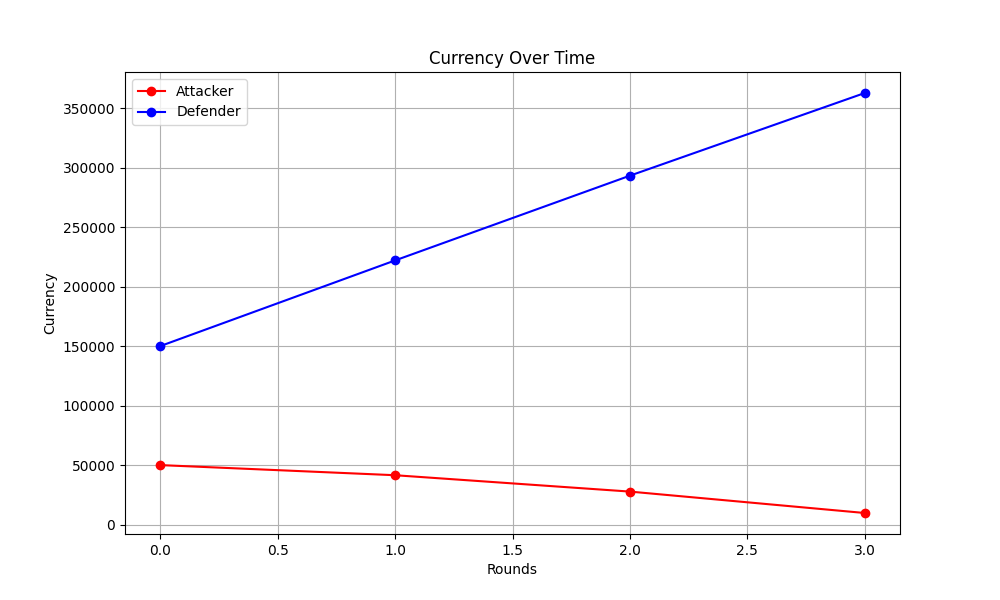 Currency Over Time
Attacker
Defender
350000
300000
250000
200000
150000
100000
50000
0
Currency
0.0 0.5 1.0 1.5 2.0 2.5 3.0
Rounds